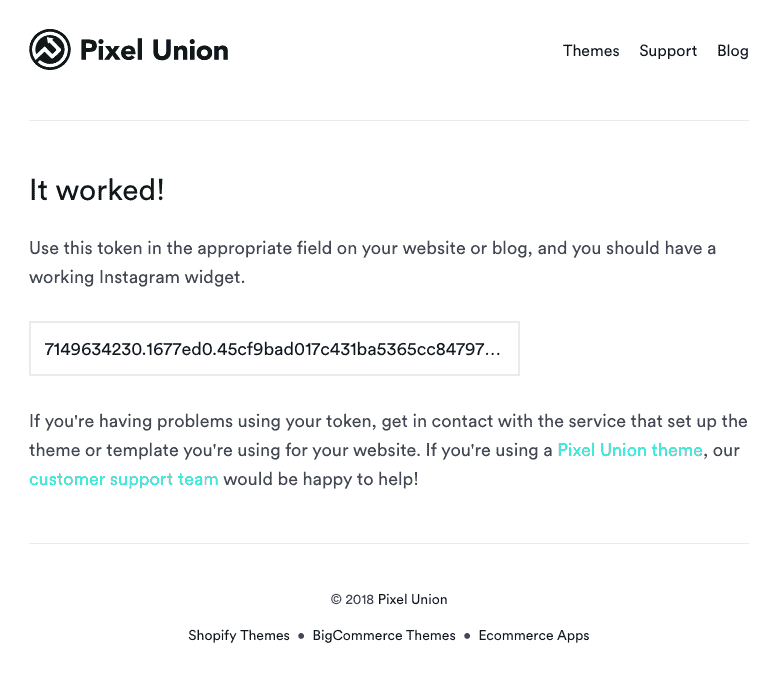 Pixel Union
Themes Support Blog
It worked!
Use this token in the appropriate field on your website or blog, and you should have a
working Instagram widget.
7149634230.1677ed0.45cf9bad017c431ba5365cc84797...
If you're having problems using your token, get in contact with the service that set up the
theme or template you're using for your website. If you're using a Pixel Union theme, our
customer support team would be happy to help!
© 2018 Pixel Union
Shopify Themes • BigCommerce Themes • Ecommerce Apps